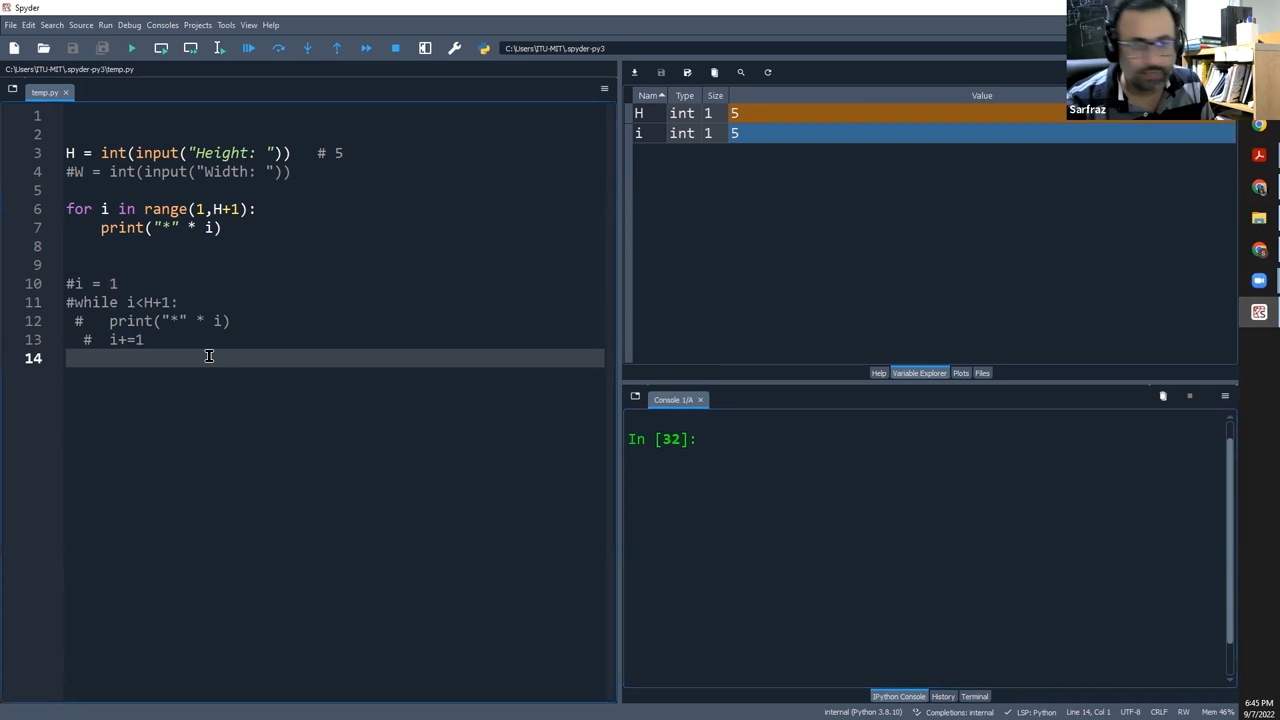 Spyder
File Edit Search Source Run Debug Consoles Projects Tools View Help
C:\Users\ITU-MIT\.spyder-py3
C:\Users\ITU-MIT\.spyder-py3\temp.py
temp.py
1
2
3 H = int(input("Height: ")) # 5
4 #W = int(input("Width: "))
5
6 for i in range(1,H+1):
7 print("*" * i)
8
9
10 #i = 1
11 #while i<H+1:
12 # print("*" * i)
13 # i+=1
14
Nam Type Size Value
H int 1 5
i int 1 5
Help Variable Explorer Plots Files
Console 1/A
In [32]:
IPython Console History Terminal
Sarfraz
internal (Python 3.8.10) Completions: internal LSP: Python Line 14, Col 1 UTF-8 CRLF RW Mem 46%
6:45 PM
9/7/2022